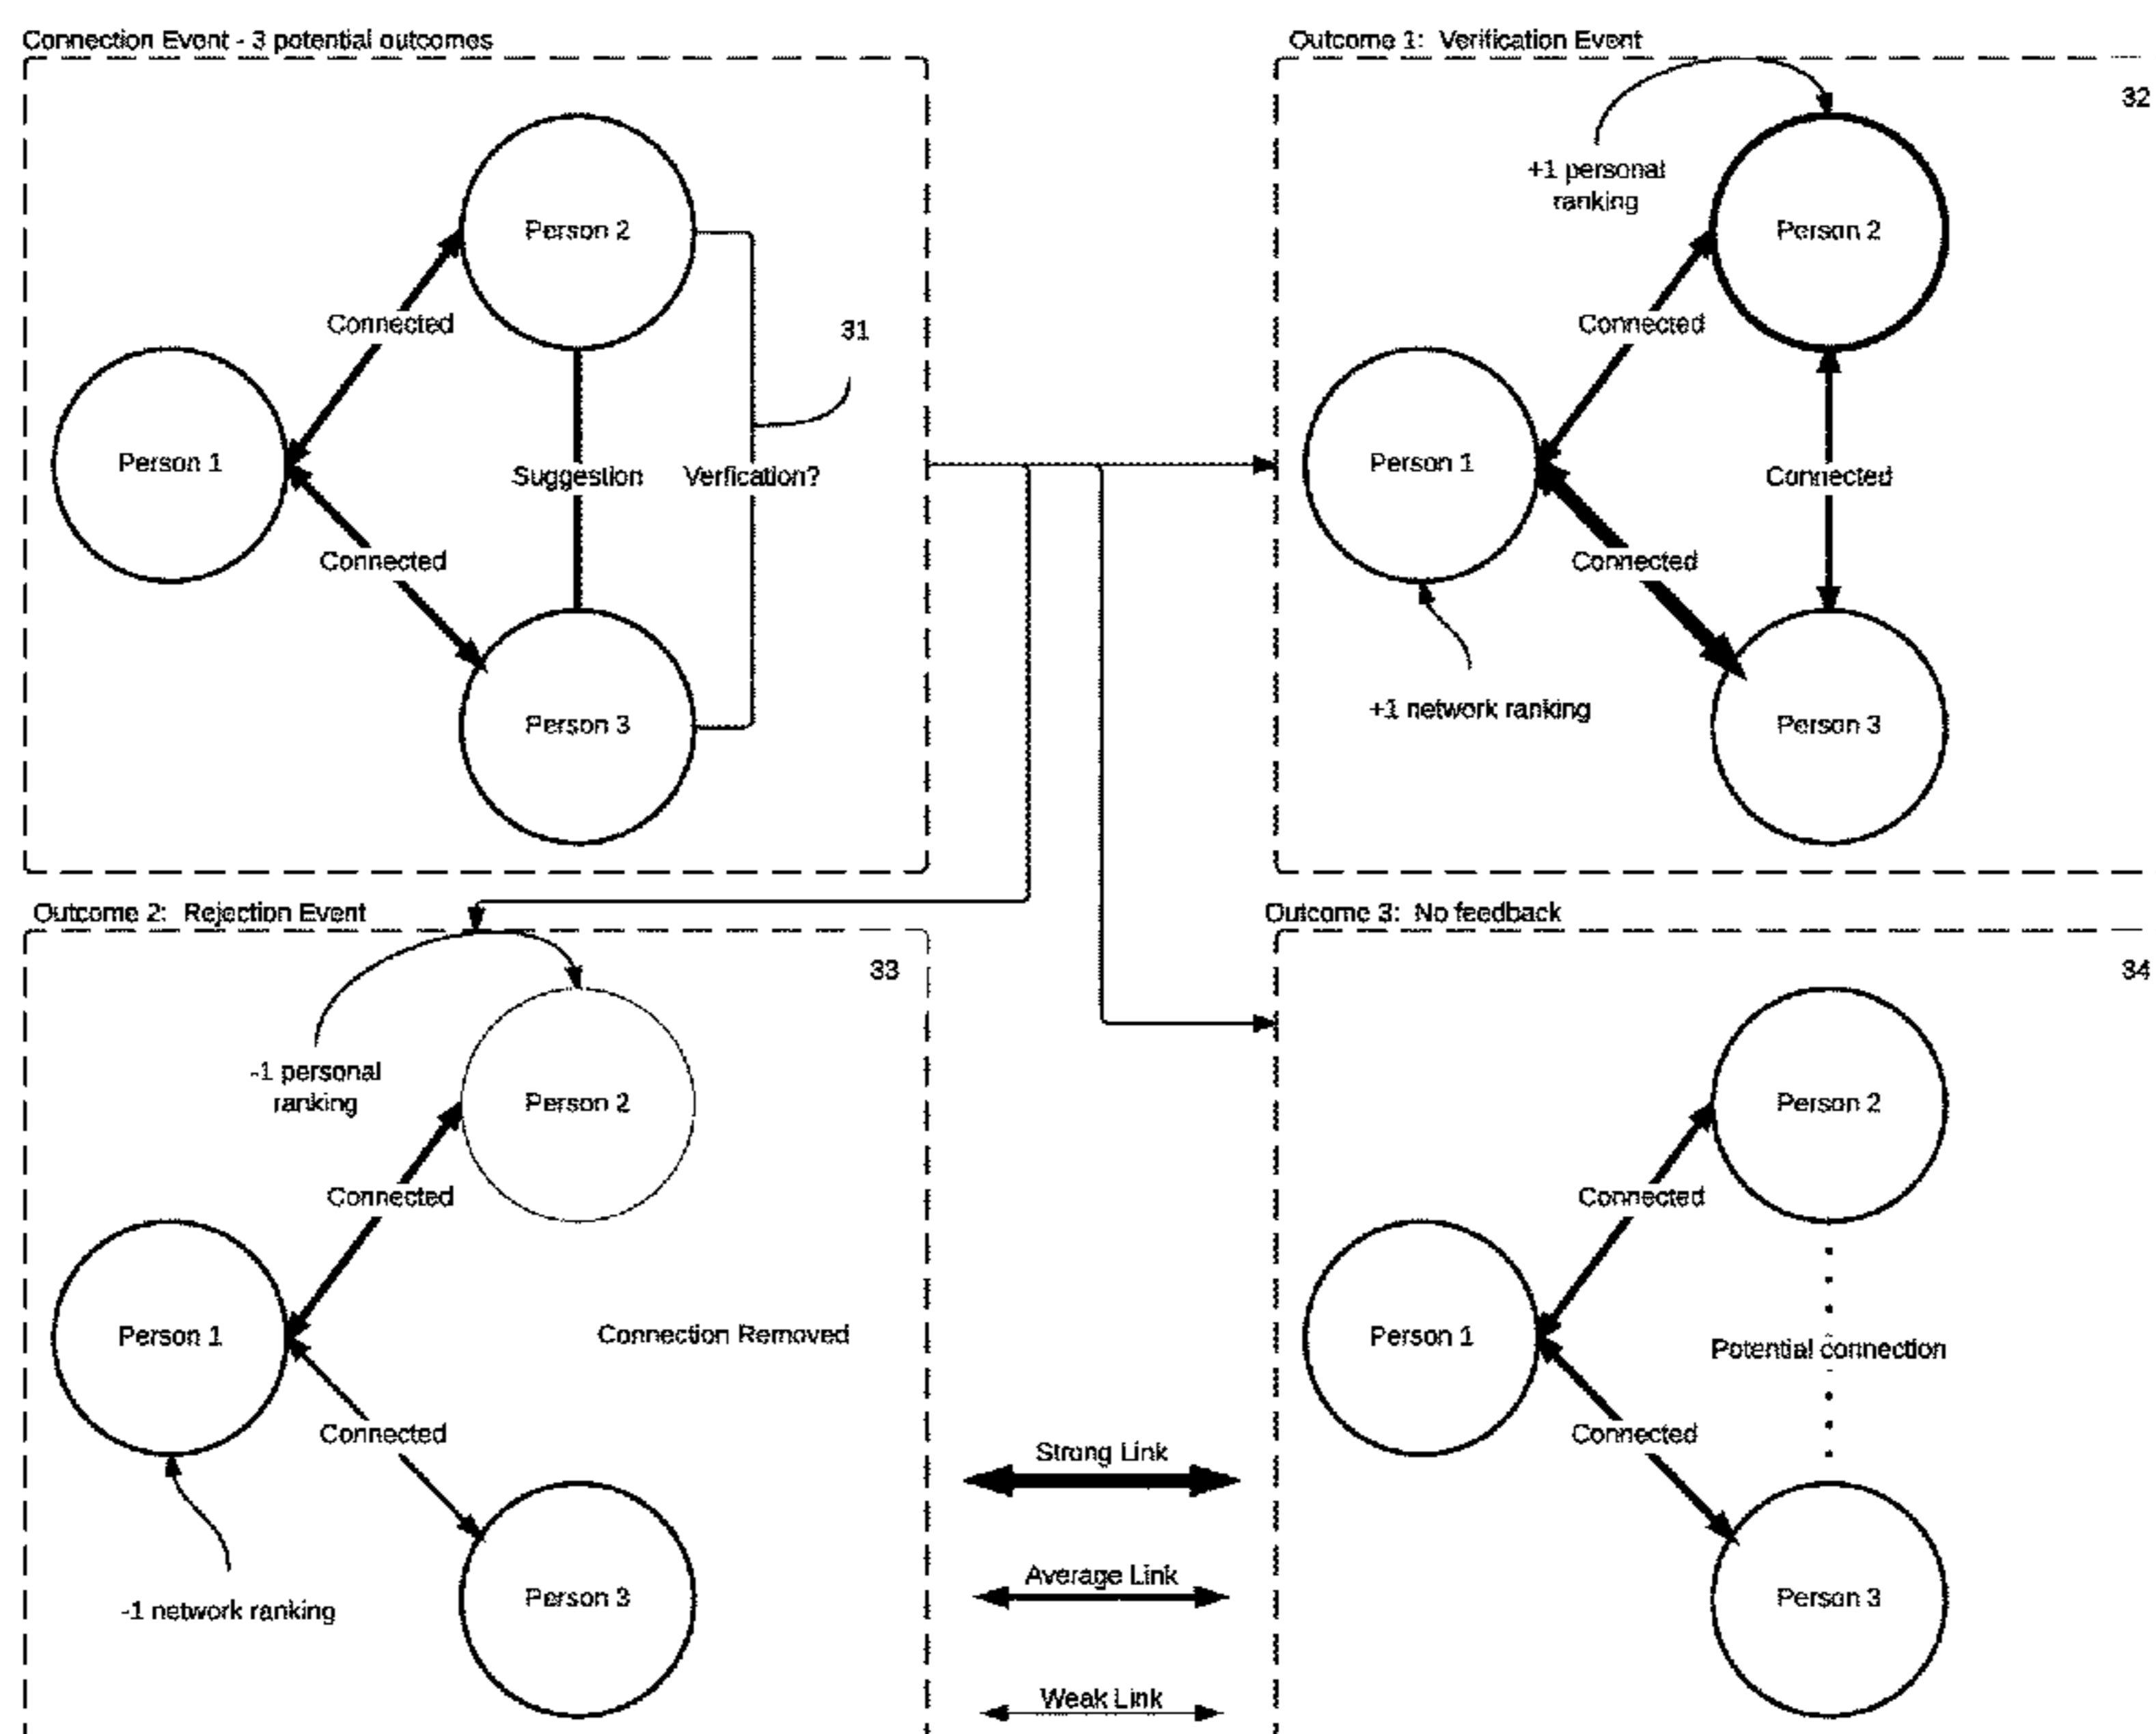 Connection Event - 3 potential outcomes
Person 2
Connected
31
Person 1
Suggestion
Verfication?
Connected
Person 3
Outcome 1: Verification Event
32
+1 personal
ranking
Person 2
Connected
Person 1
Connected
Connected
+1 network ranking
Person 3
Outcome 2: Rejection Event
33
-1 personal
ranking
Person 2
Connected
Person 1
Connection Removed
Connected
-1 network ranking
Person 3
Strong Link
Average Link
Weak Link
Outcome 3: No feedback
34
Person 2
Connected
Person 1
Potential connection
Connected
Person 3